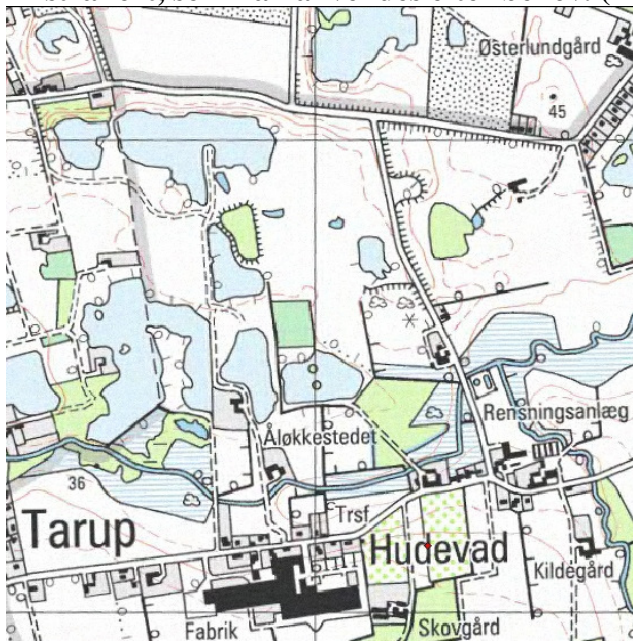 Østerlundgård
45
Rensningsanlæg
Åløkkestedet
36
Trsf
Tarup
Hudevad
Kildegård
Fabrik
Skovgård